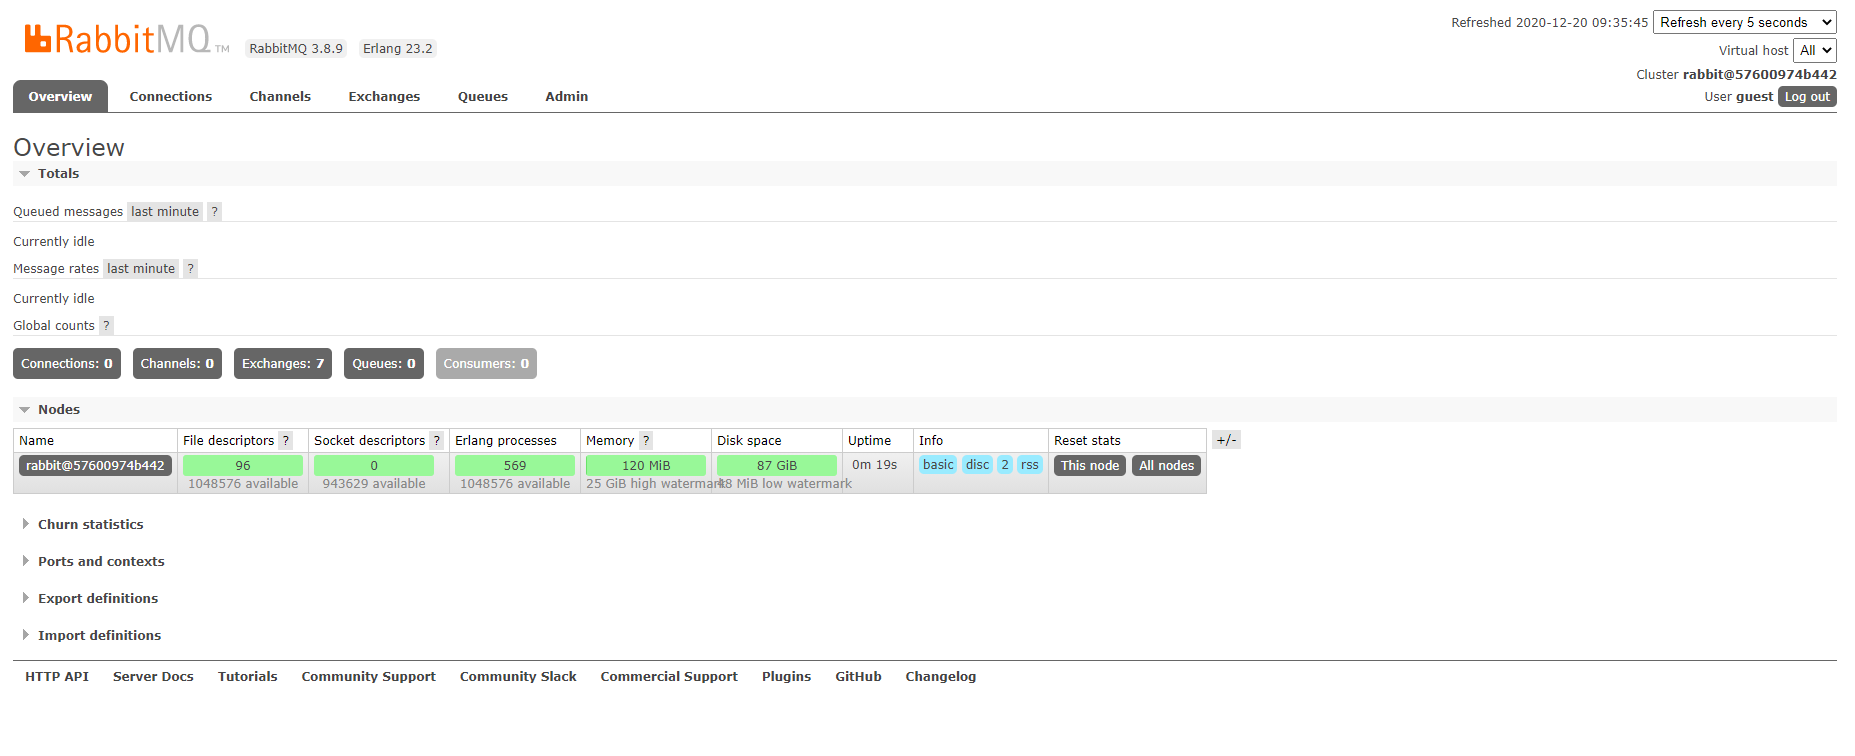 RabbitMQ TM RabbitMQ 3.8.9 Erlang 23.2
Refreshed 2020-12-20 09:35:45 Refresh every 5 seconds
Virtual host All
Cluster rabbit@57600974b442
User guest Log out
Overview Connections Channels Exchanges Queues Admin
Overview
Totals
Queued messages last minute ?
Currently idle
Message rates last minute ?
Currently idle
Global counts ?
Connections: 0 Channels: 0 Exchanges: 7 Queues: 0 Consumers: 0
Nodes
Name File descriptors ? Socket descriptors ? Erlang processes Memory ? Disk space Uptime Info Reset stats +/-
rabbit@57600974b442 96 0 569 120 MiB 87 GiB 0m 19s basic disc 2 rss This node All nodes
1048576 available 943629 available 1048576 available 25 GiB high watermark 48 MiB low watermark
Churn statistics
Ports and contexts
Export definitions
Import definitions
HTTP API Server Docs Tutorials Community Support Community Slack Commercial Support Plugins GitHub Changelog